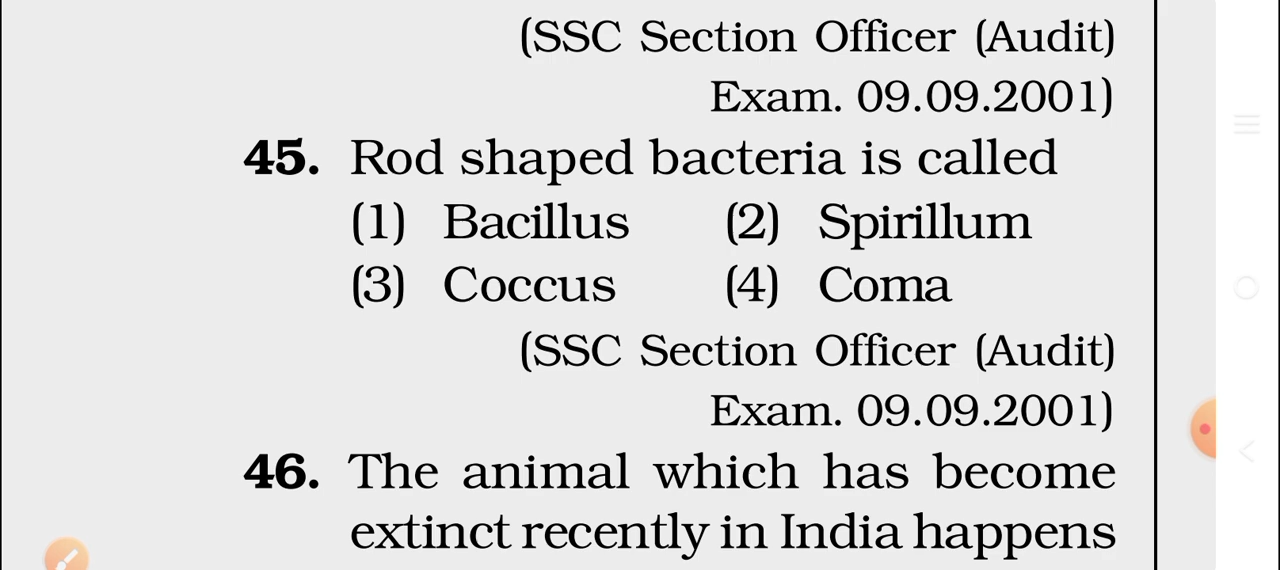 (SSC Section Officer (Audit)
Exam. 09.09.2001)
45. Rod shaped bacteria is called
(1) Bacillus (2) Spirillum
(3) Coccus (4) Coma
(SSC Section Officer (Audit)
Exam. 09.09.2001)
46. The animal which has become
extinct recently in India happens